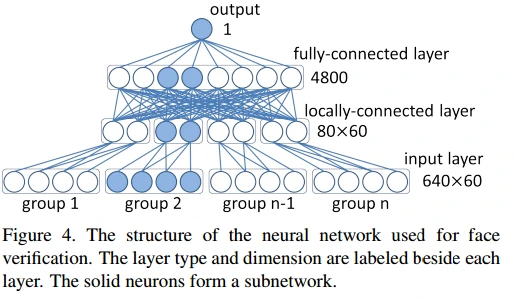 output
1
fully-connected layer
4800
locally-connected layer
80×60
input layer
640×60
group 1 group 2 group n-1 group n
Figure 4. The structure of the neural network used for face
verification. The layer type and dimension are labeled beside each
layer. The solid neurons form a subnetwork.